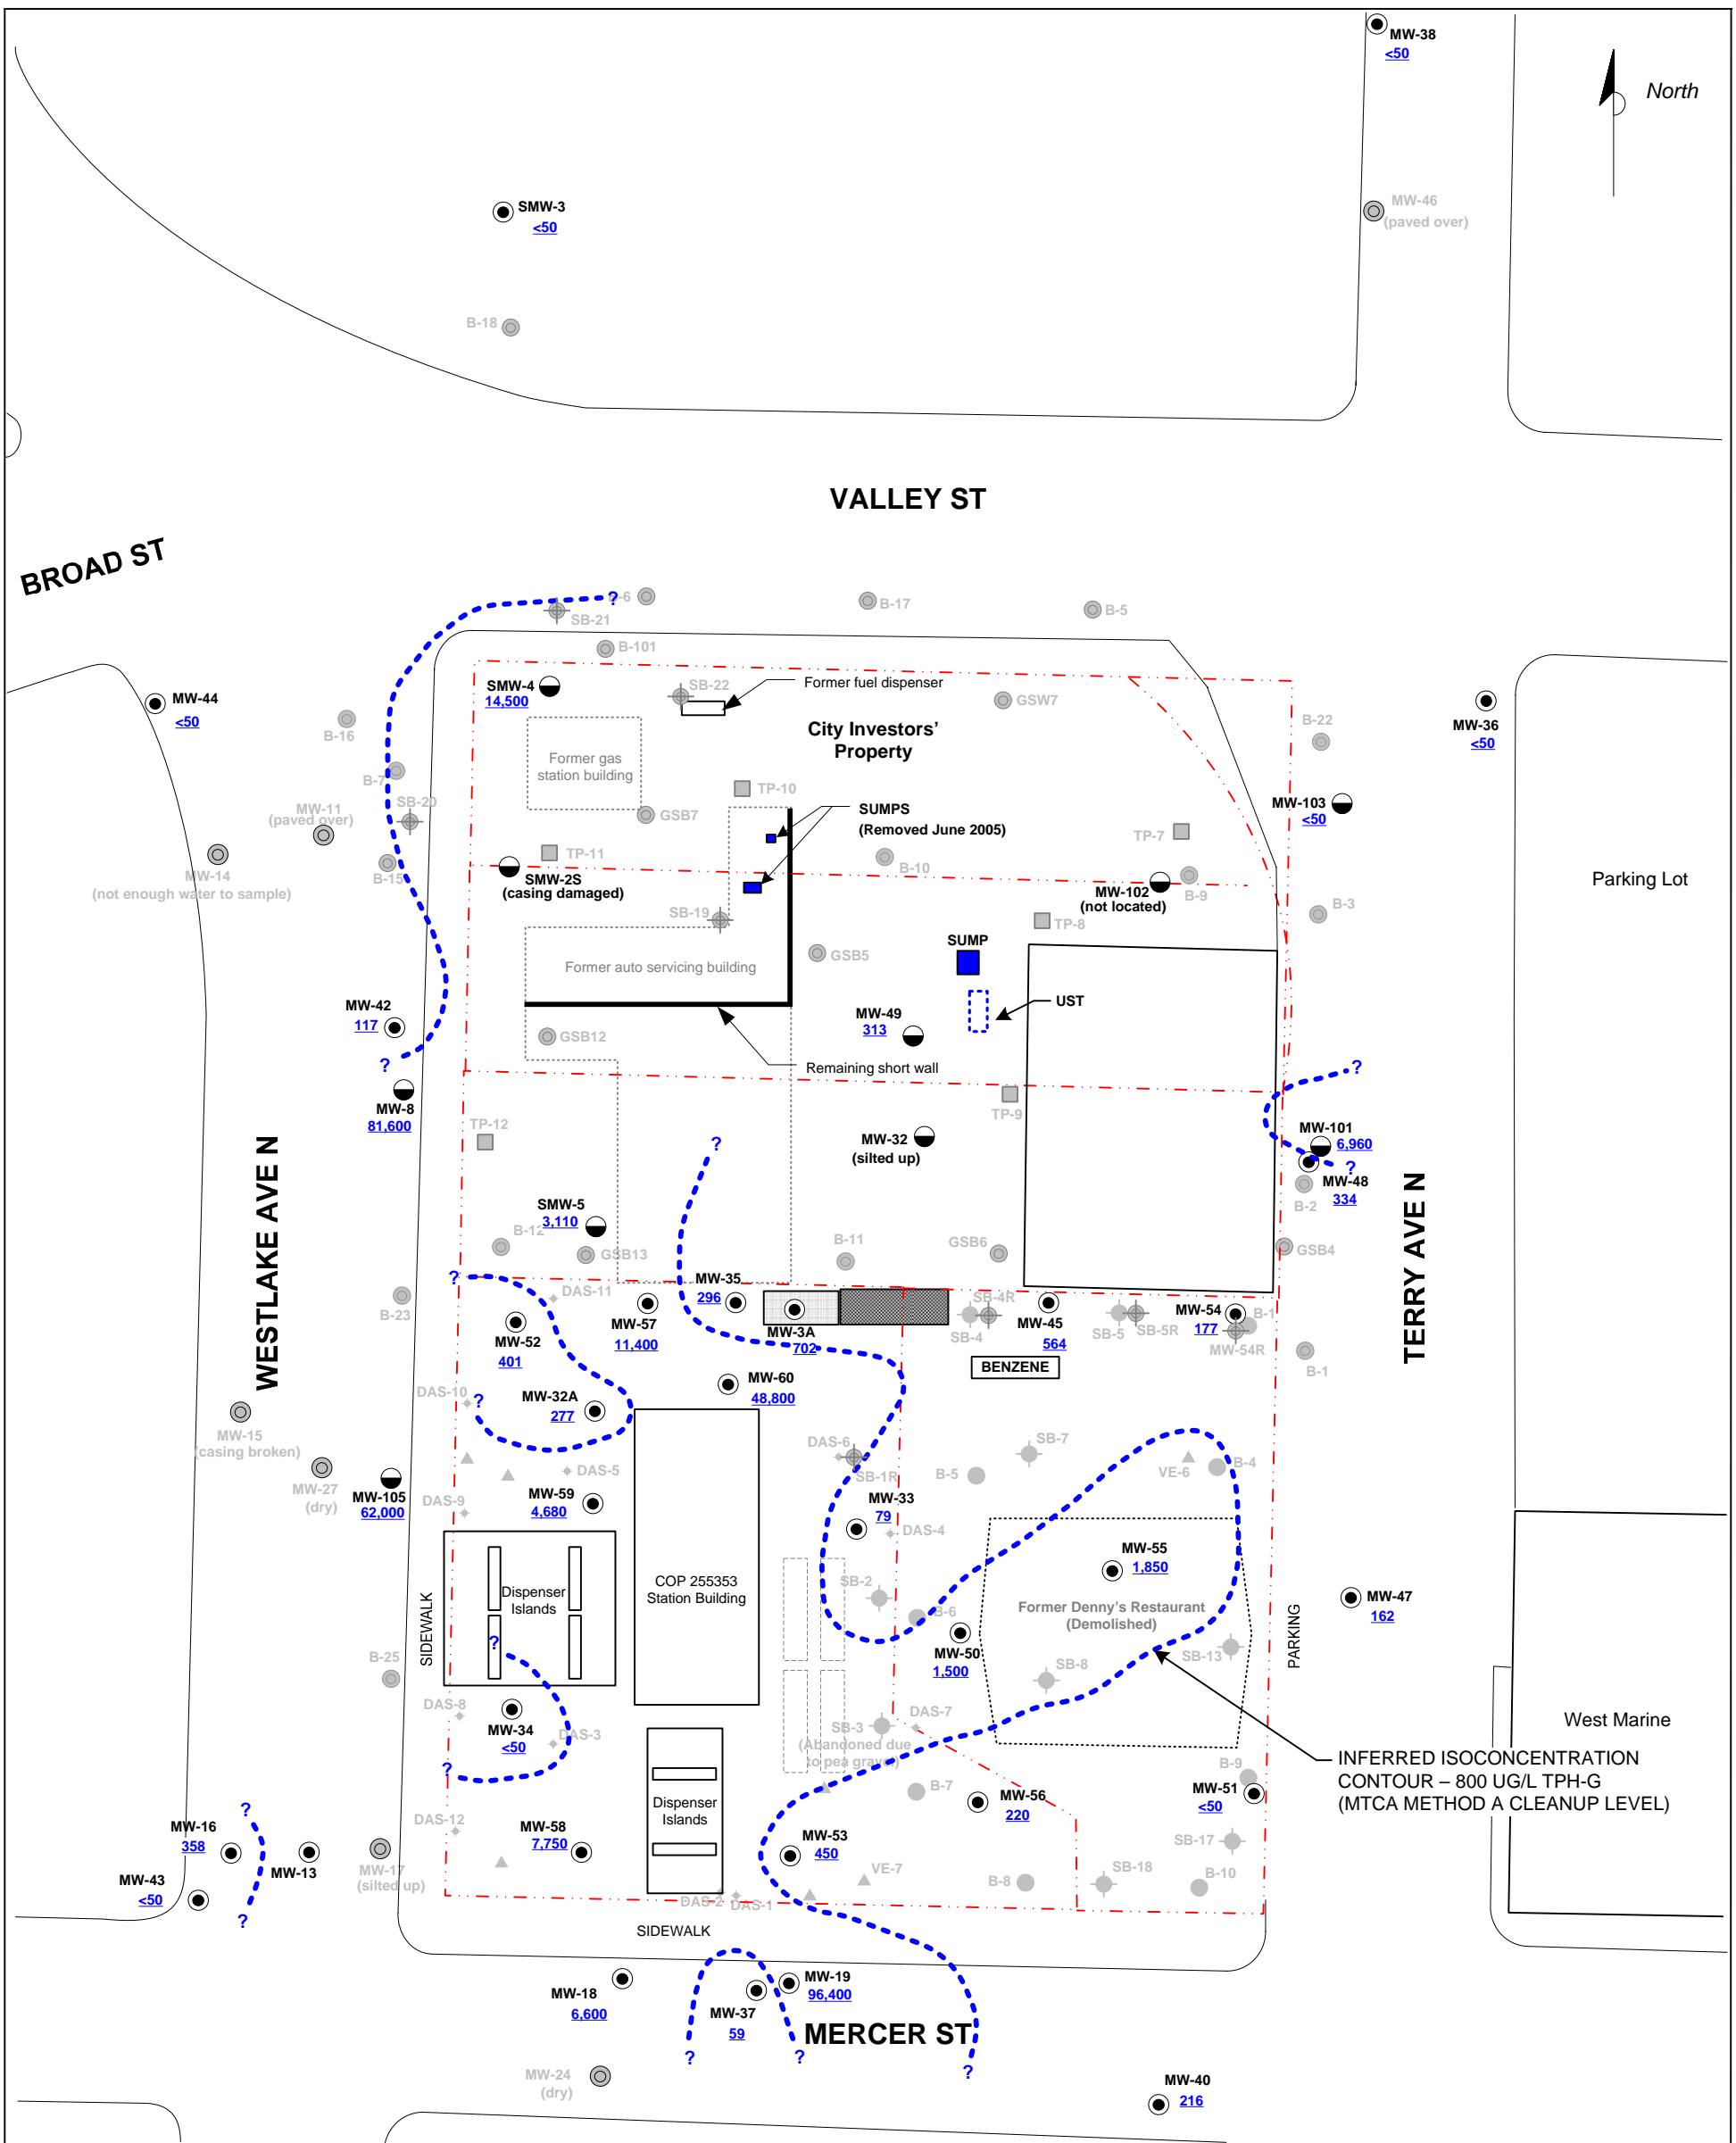 MW-38
<50
North
MW-46
(paved over)
SMW-3
<50
B-18
VALLEY ST
BROAD ST
B-6
B-17
B-5
SB-21
B-101
SMW-4
14,500
SB-22
Former fuel dispenser
GSW7
MW-44
<50
B-16
MW-36
<50
B-22
City Investors'
Property
Former gas
station building
B-7
TP-10
SB-20
MW-11
(paved over)
GSB7
SUMPS
(Removed June 2005)
MW-103
<50
TP-7
MW-14
(not enough water to sample)
B-15
TP-11
SMW-2S
(casing damaged)
B-10
MW-102
(not located)
B-9
Parking Lot
SB-19
TP-8
B-3
SUMP
Former auto servicing building
GSB5
UST
MW-42
117
MW-49
313
GSB12
?
Remaining short wall
?
MW-8
81,600
TP-9
TP-12
MW-32
(silted up)
?
MW-101
6,960
?
MW-48
334
B-2
WESTLAKE AVE N
TERRY AVE N
SMW-5
3,110
B-12
GSB13
B-11
GSB6
GSB4
?
DAS-11
MW-35
296
B-23
MW-52
401
MW-57
11,400
MW-3A
702
SB-4R
SB-4
MW-45
564
SB-5
SB-5R
MW-54
177
B-1
MW-54R
B-1
BENZENE
MW-60
48,800
DAS-10
?
MW-32A
277
MW-15
(casing broken)
MW-27
(dry)
DAS-5
DAS-6
SB-1R
SB-7
B-5
VE-6
B-4
MW-105
62,000
DAS-9
MW-59
4,680
MW-33
79
DAS-4
MW-55
1,850
Dispenser
Islands
COP 255353
Station Building
SB-2
B-6
Former Denny's Restaurant
(Demolished)
MW-47
162
SIDEWALK
?
MW-50
1,500
PARKING
SB-13
B-25
SB-8
DAS-8
MW-34
<50
DAS-3
SB-3
(Abandoned due
to pea gravel)
DAS-7
West Marine
?
B-9
INFERRED ISOCONCENTRATION
CONTOUR – 800 UG/L TPH-G
(MTCA METHOD A CLEANUP LEVEL)
MW-51
<50
B-7
MW-56
220
Dispenser
Islands
?
MW-16
358
DAS-12
MW-58
7,750
MW-53
450
SB-17
MW-13
MW-17
(silted up)
MW-43
<50
VE-7
B-8
SB-18
B-10
DAS-2
DAS-1
?
SIDEWALK
MW-18
6,600
MW-37
59
MW-19
96,400
MERCER ST
?
?
?
MW-24
(dry)
MW-40
216